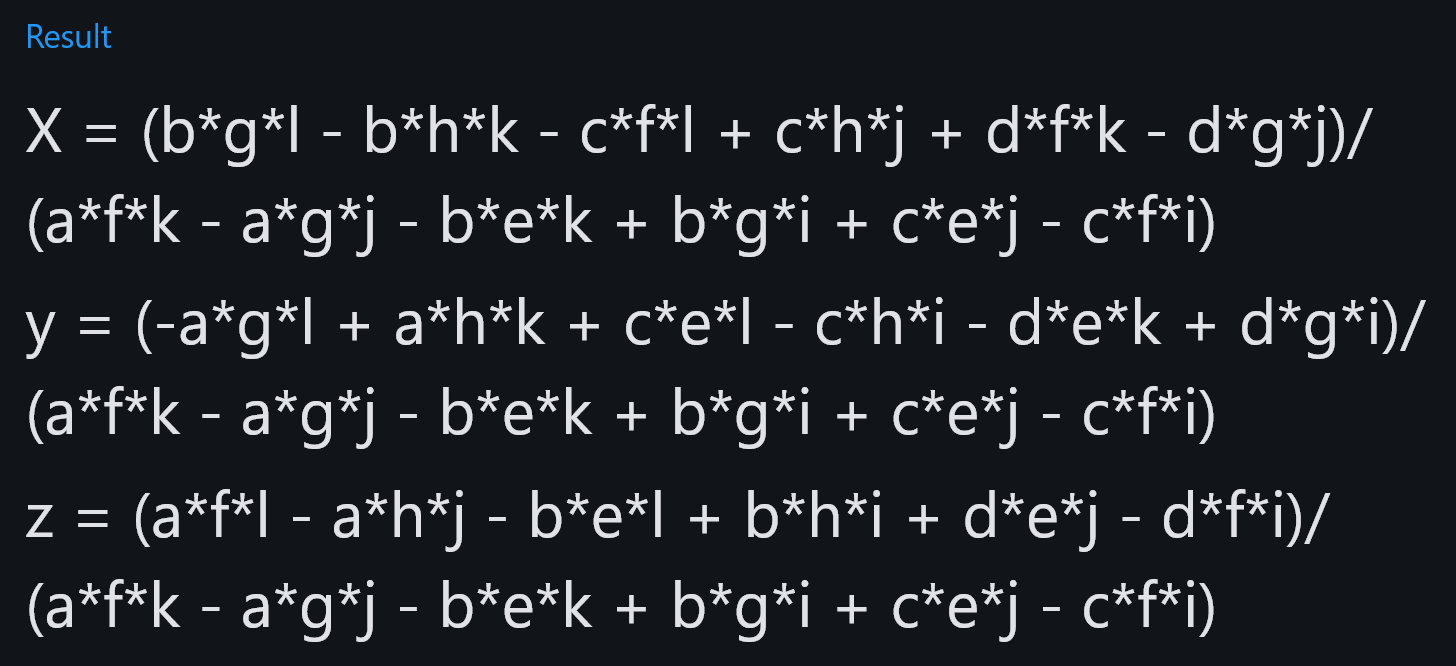 Result
X = (b*g*l - b*h*k - c*f*l + c*h*j + d*f*k - d*g*j)/
(a*f*k - a*g*j - b*e*k + b*g*i + c*e*j - c*f*i)
y = (-a*g*l + a*h*k + c*e*l - c*h*i - d*e*k + d*g*i)/
(a*f*k - a*g*j - b*e*k + b*g*i + c*e*j - c*f*i)
z = (a*f*l - a*h*j - b*e*l + b*h*i + d*e*j - d*f*i)/
(a*f*k - a*g*j - b*e*k + b*g*i + c*e*j - c*f*i)